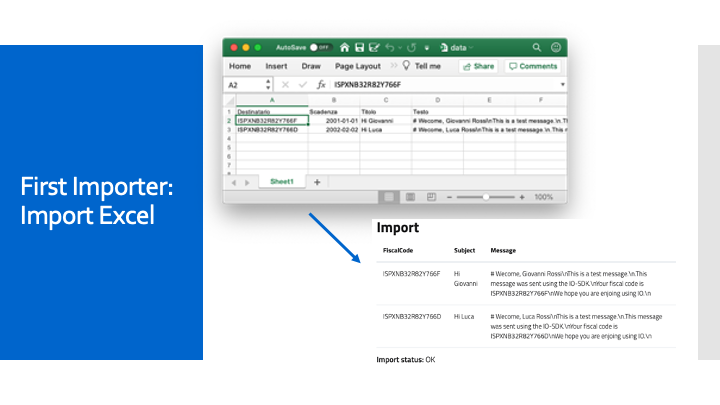 First Importer:
Import Excel
AutoSave OFF data
Home Insert Draw Page Layout >> Tell me Share Comments
A2 fx ISPXNB32R82Y766F
A B C D E F
1 Destinatario Scadenza Titolo Testo
2 ISPXNB32R82Y766F 2001-01-01 Hi Giovanni # Wecome, Giovanni Rossi\nThis is a test message.\n.Th
3 ISPXNB32R82Y766D 2002-02-02 Hi Luca # Wecome, Luca Rossi\nThis is a test message.\n.This r
4
5
6
7
8
Sheet1 +
- + 100%
Import
FiscalCode Subject Message
ISPXNB32R82Y766F Hi # Wecome, Giovanni Rossi\nThis is a test message.\n.This
Giovanni message was sent using the IO-SDK.\nYour fiscal code is
ISPXNB32R82Y766F\nWe hope you are enjoing using IO.\n
ISPXNB32R82Y766D Hi Luca # Wecome, Luca Rossi\nThis is a test message.\n.This message
was sent using the IO-SDK.\nYour fiscal code is
ISPXNB32R82Y766D\nWe hope you are enjoing using IO.\n
Import status: OK